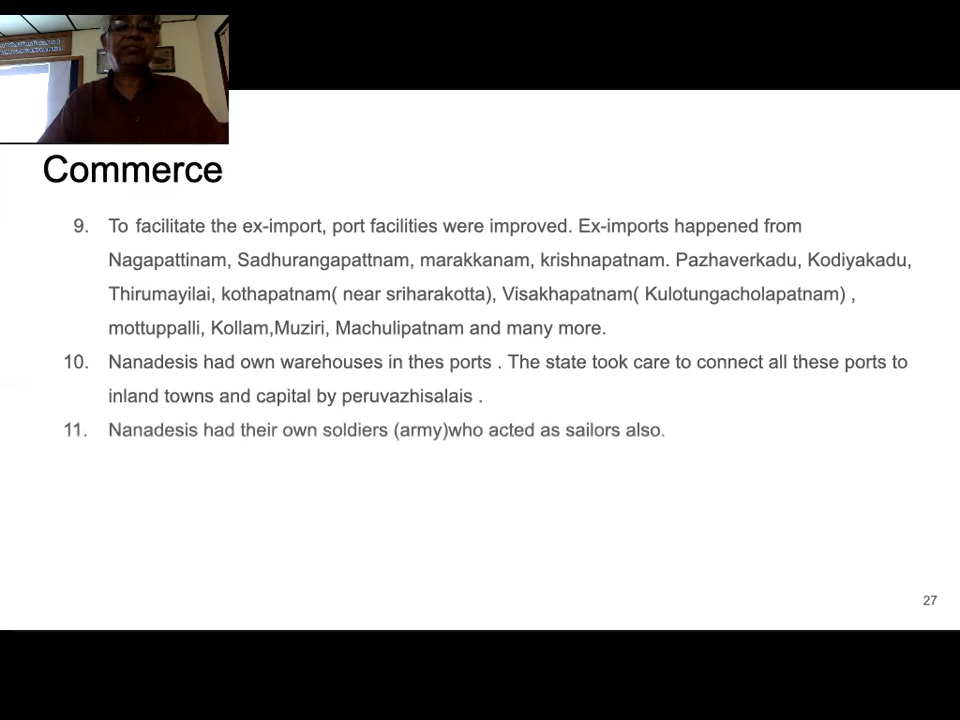 Commerce
9. To facilitate the ex-import, port facilities were improved. Ex-imports happened from
Nagapattinam, Sadhurangapattnam, marakkanam, krishnapatnam. Pazhaverkadu, Kodiyakadu,
Thirumayilai, kothapatnam( near sriharakotta), Visakhapatnam( Kulotungacholapatnam) ,
mottuppalli, Kollam,Muziri, Machulipatnam and many more.
10. Nanadesis had own warehouses in thes ports . The state took care to connect all these ports to
inland towns and capital by peruvazhisalais .
11. Nanadesis had their own soldiers (army)who acted as sailors also.
27